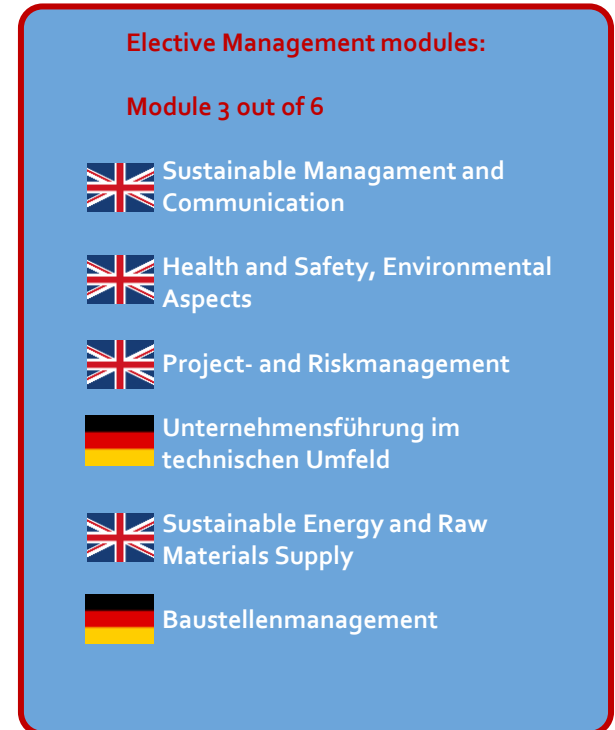 Elective Management modules:
Module 3 out of 6
Sustainable Managament and
Communication
Health and Safety, Environmental
Aspects
Project- and Riskmanagement
Unternehmensführung im
technischen Umfeld
Sustainable Energy and Raw
Materials Supply
Baustellenmanagement